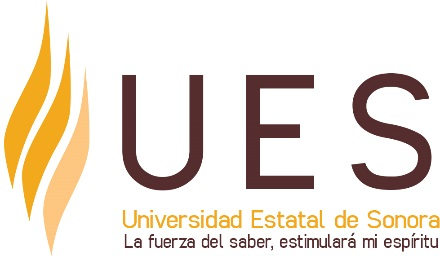 UES
Universidad Estatal de Sonora
La fuerza del saber, estimulará mi espíritu